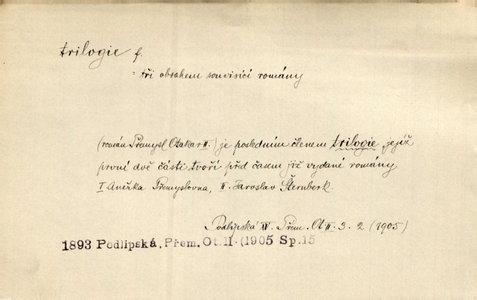 trilogie f.
= tři obsahem souvisící romány
(román Přemysl Otakar II.) je posledním členem trilogie, jejíž
první dvě části tvoří před časem již vydané romány
I. Anežka Přemyslovna, II. Jaroslav Šternberk.
Podlipská IV Přem. Ot II. 3. 2 (1905)
1893 Podlipská, Přem. Ot. II. (1905 Sp. 15